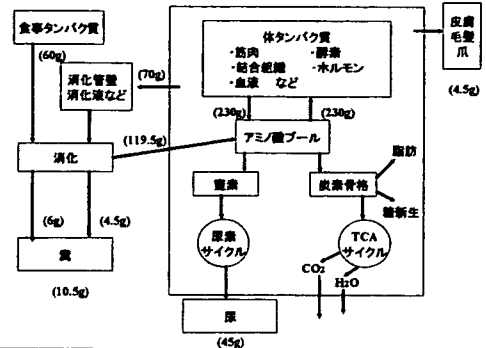 食事タンパク質
(60g)
消化管壁
消化液など
(70g)
体タンパク質
・筋肉 ・酵素
・結合組織 ・ホルモン
・血液 など
皮膚
毛髪
爪
(4.5g)
(230g)
(230g)
(119.5g)
アミノ酸プール
消化
脂肪
窒素
炭素骨格
糖新生
(6g)
(4.5g)
尿素
サイクル
TCA
サイクル
糞
CO₂
H₂O
(10.5g)
尿
(45g)